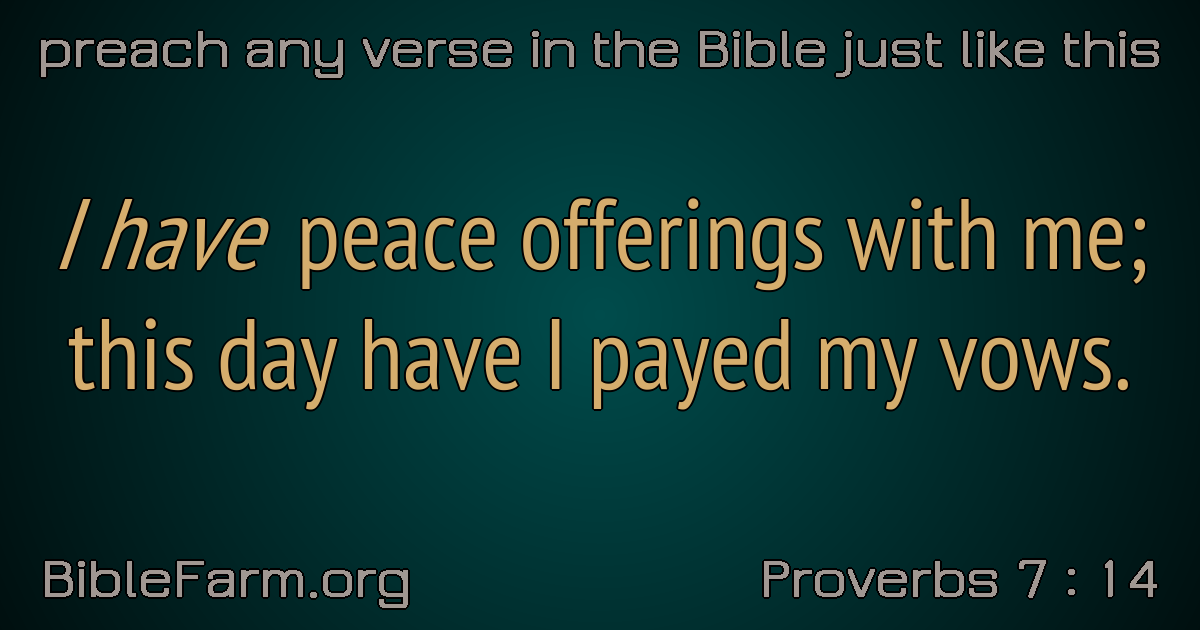 preach any verse in the Bible just like this
I have peace offerings with me;
this day have I payed my vows.
BibleFarm.org
Proverbs 7 : 14